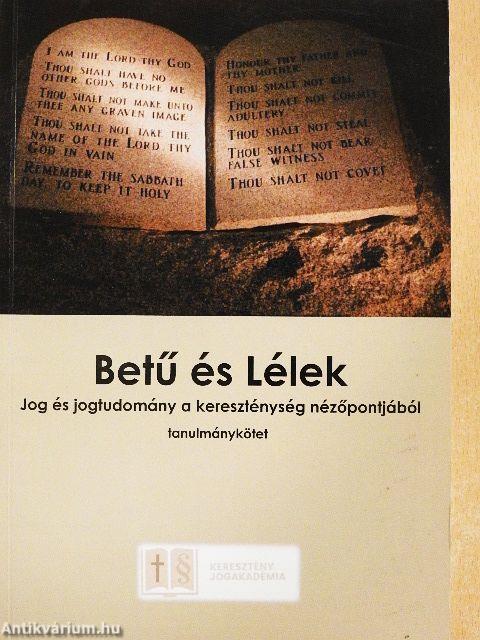 I AM THE LORD THY GOD
THOU SHALT HAVE NO
OTHER GODS BEFORE ME
THOU SHALT NOT MAKE UNTO
THEE ANY GRAVEN IMAGE
THOU SHALT NOT TAKE THE
NAME OF THE LORD THY
GOD IN VAIN
REMEMBER THE SABBATH
DAY, TO KEEP IT HOLY
HONOUR THY FATHER AND
THY MOTHER
THOU SHALT NOT KILL
THOU SHALT NOT COMMIT
ADULTERY
THOU SHALT NOT STEAL
THOU SHALT NOT BEAR
FALSE WITNESS
THOU SHALT NOT COVET
Betű és Lélek
Jog és jogtudomány a kereszténység nézőpontjából
tanulmánykötet
§
KERESZTÉNY
JOGAKADÉMIA
Antikvárium.hu